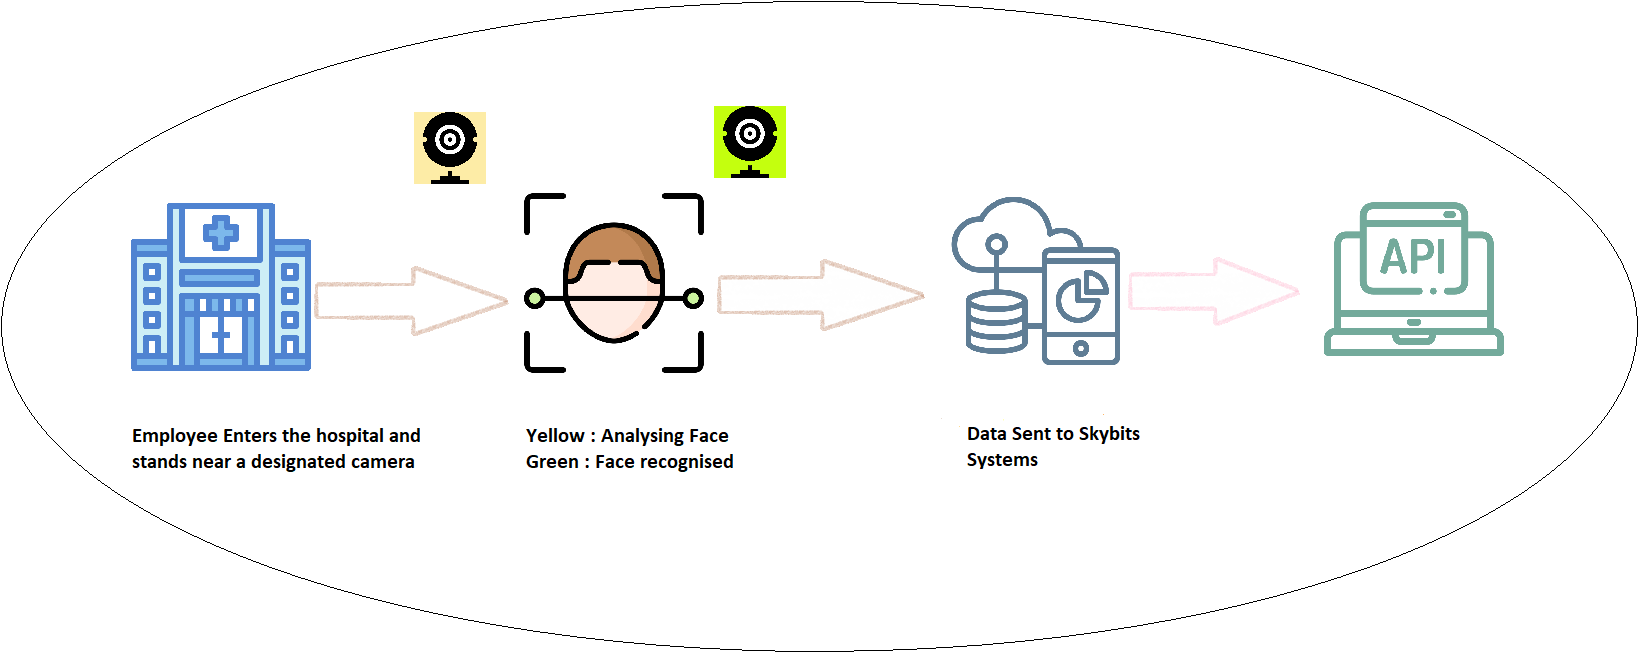 API
Employee Enters the hospital and
stands near a designated camera
Yellow : Analysing Face
Green : Face recognised
Data Sent to Skybits
Systems